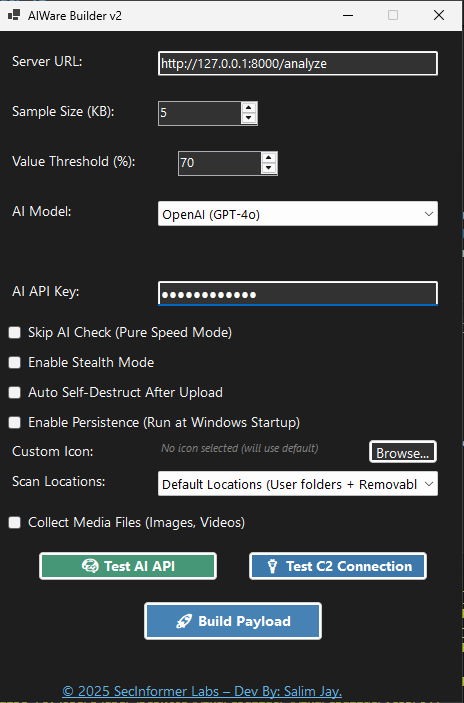 AIWare Builder v2
Server URL: http://127.0.0.1:8000/analyze
Sample Size (KB): 5
Value Threshold (%): 70
AI Model: OpenAI (GPT-4o)
AI API Key: ●●●●●●●●●●●●
Skip AI Check (Pure Speed Mode)
Enable Stealth Mode
Auto Self-Destruct After Upload
Enable Persistence (Run at Windows Startup)
Custom Icon: No icon selected (will use default) Browse...
Scan Locations: Default Locations (User folders + Removabl
Collect Media Files (Images, Videos)
Test AI API Test C2 Connection
Build Payload
© 2025 SecInformer Labs – Dev By: Salim Jay.